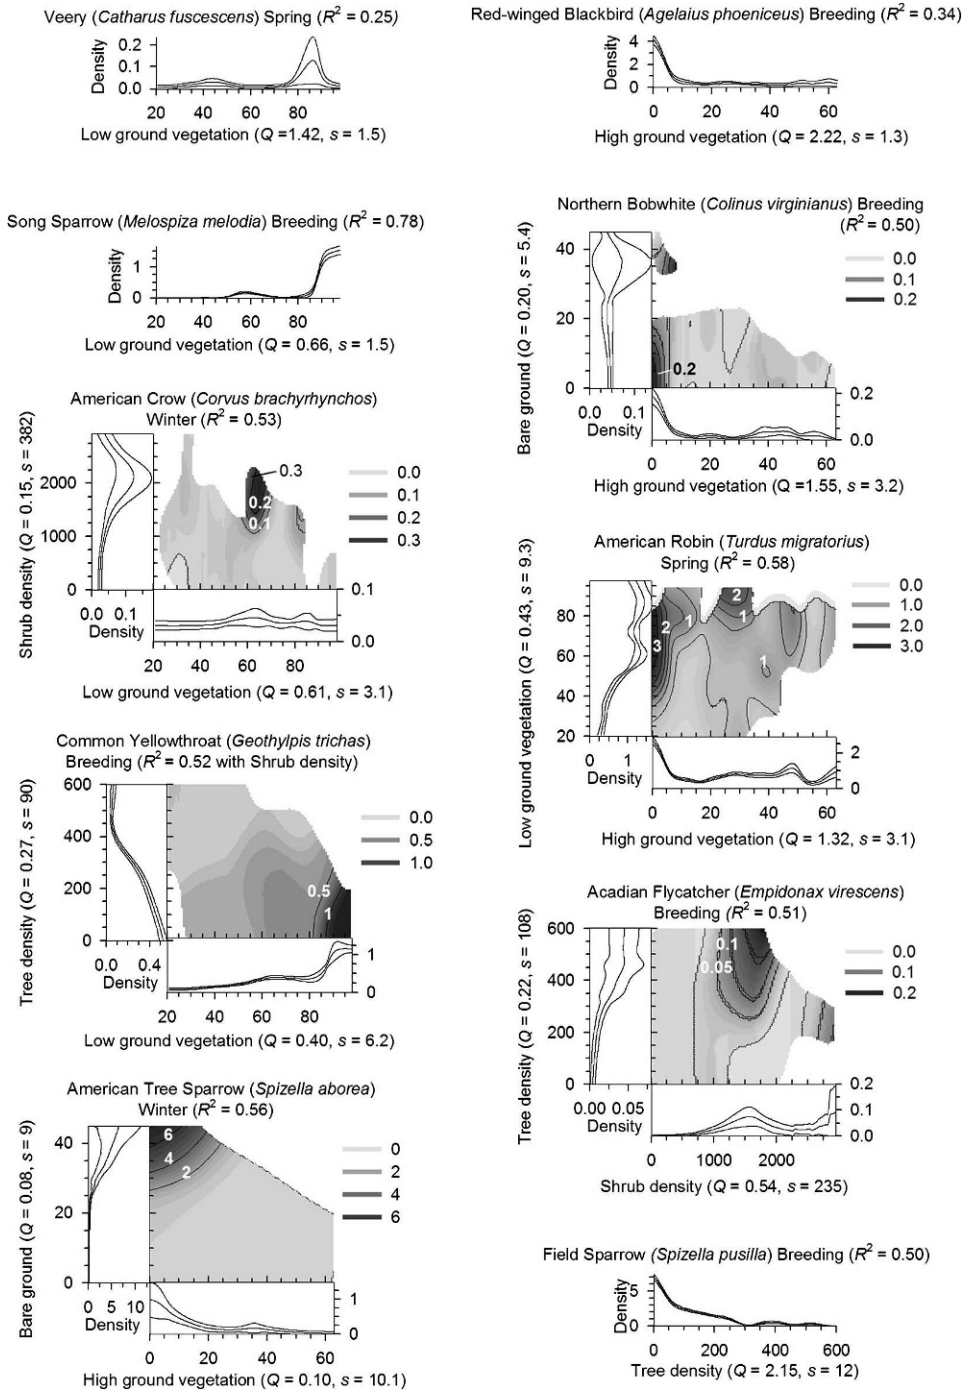 Veery (Catharus fuscescens) Spring (R² = 0.25)
Density
0.2
0.1
0.0
20 40 60 80
Low ground vegetation (Q =1.42, s = 1.5)
Song Sparrow (Melospiza melodia) Breeding (R² = 0.78)
Density
1
0
20 40 60 80
Low ground vegetation (Q = 0.66, s = 1.5)
American Crow (Corvus brachyrhynchos)
Winter (R² = 0.53)
Shrub density (Q = 0.15, s = 382)
2000
1000
0
0.3
0.2
0.1
0.0
0.1
0.2
0.3
0.0 0.1
Density
0.1
0.0
20 40 60 80
Low ground vegetation (Q = 0.61, s = 3.1)
Common Yellowthroat (Geothylpis trichas)
Breeding (R² = 0.52 with Shrub density)
Tree density (Q = 0.27, s = 90)
600
400
200
0
0.5
1
0.0
0.5
1.0
0.0 0.4
Density
1
0
20 40 60 80
Low ground vegetation (Q = 0.40, s = 6.2)
American Tree Sparrow (Spizella aborea)
Winter (R² = 0.56)
Bare ground (Q = 0.08, s = 9)
40
20
0
6
4
2
0
2
4
6
0 5 10
Density
1
0
0 20 40 60
High ground vegetation (Q = 0.10, s = 10.1)
Red-winged Blackbird (Agelaius phoeniceus) Breeding (R² = 0.34)
Density
4
2
0
0 20 40 60
High ground vegetation (Q = 2.22, s = 1.3)
Northern Bobwhite (Colinus virginianus) Breeding
(R² = 0.50)
Bare ground (Q = 0.20, s = 5.4)
40
20
0
0.2
0.0
0.1
0.2
0.0 0.1
Density
0.2
0.0
0 20 40 60
High ground vegetation (Q =1.55, s = 3.2)
American Robin (Turdus migratorius)
Spring (R² = 0.58)
Low ground vegetation (Q = 0.43, s = 9.3)
80
60
40
20
2
2
1
1
3
1
0.0
1.0
2.0
3.0
0 1
Density
2
0
0 20 40 60
High ground vegetation (Q = 1.32, s = 3.1)
Acadian Flycatcher (Empidonax virescens)
Breeding (R² = 0.51)
Tree density (Q = 0.22, s = 108)
600
400
200
0
0.1
0.05
0.0
0.1
0.2
0.00 0.05
Density
0.2
0.1
0.0
0 1000 2000
Shrub density (Q = 0.54, s = 235)
Field Sparrow (Spizella pusilla) Breeding (R² = 0.50)
Density
5
0
0 200 400 600
Tree density (Q = 2.15, s = 12)